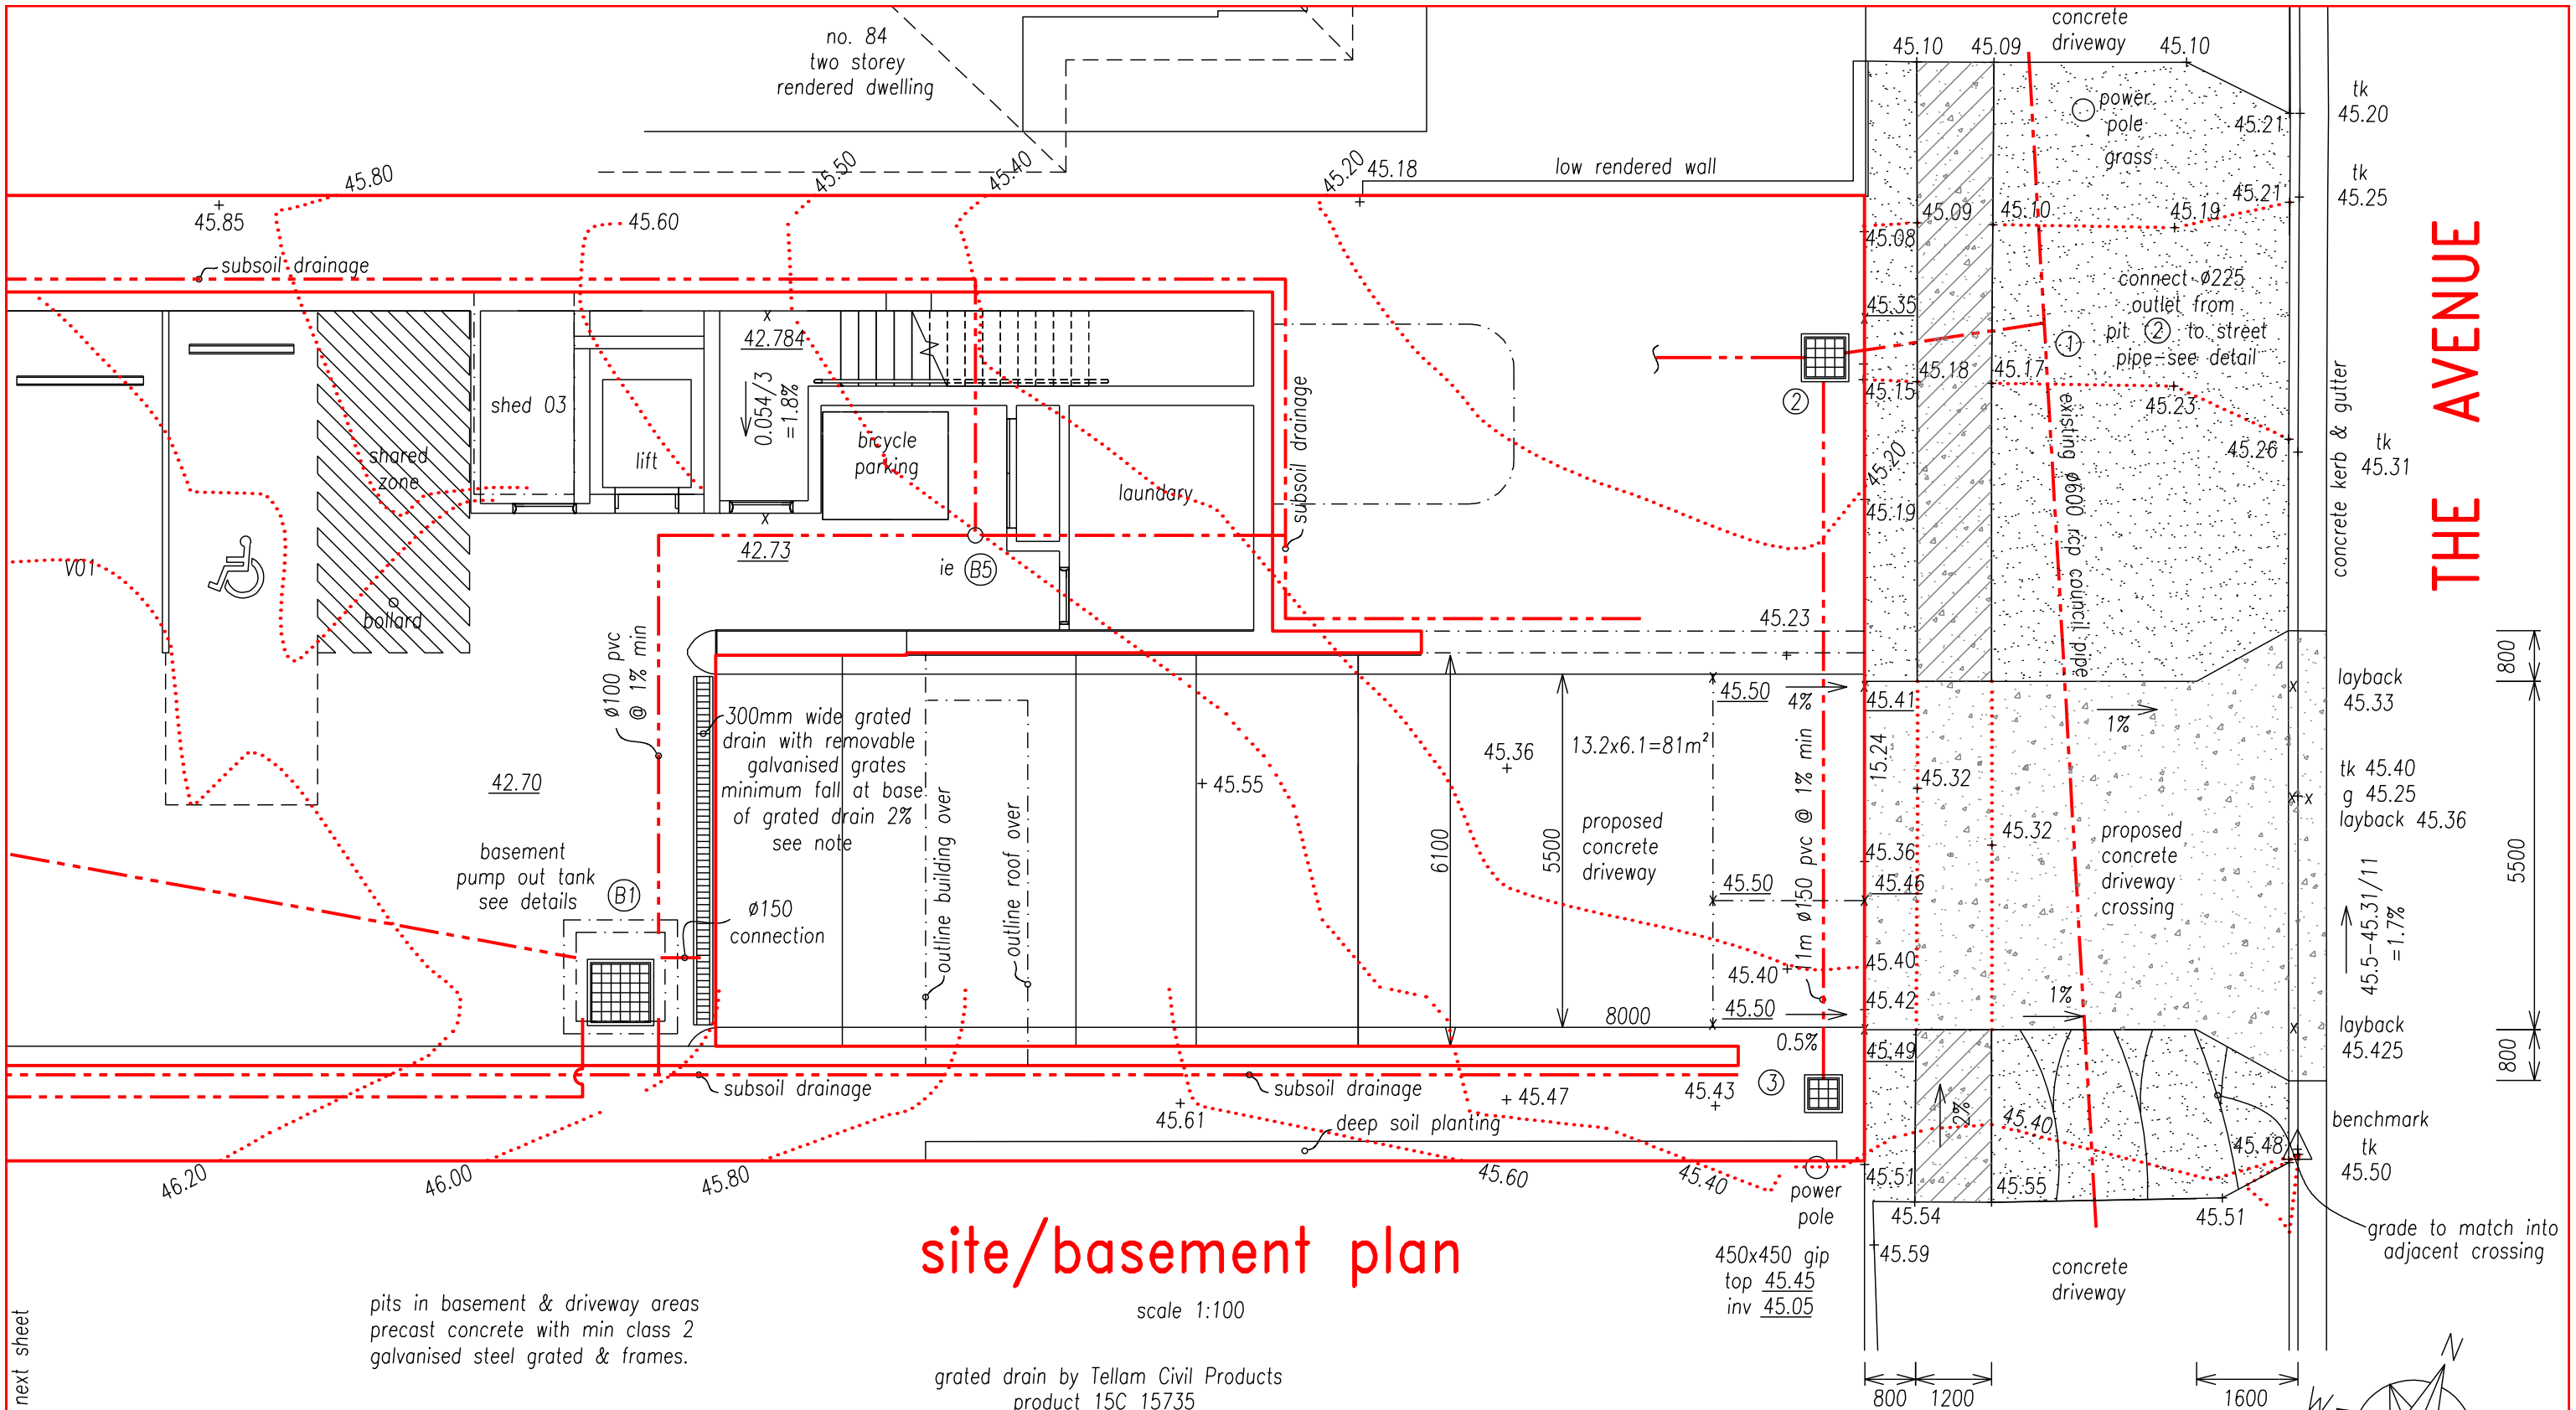 no. 84
two storey
rendered dwelling
concrete
driveway
45.10
45.09
45.10
power
pole
grass
45.21
tk
45.20
tk
45.25
45.21
45.80
45.85
45.60
45.50
45.40
45.20
45.18
low rendered wall
45.09
45.10
45.19
45.08
subsoil drainage
connect ø225
outlet from
pit 2 to street
pipe-see detail
1
45.35
42.784
0.054/3
=1.8%
shed 03
lift
bicycle
parking
laundary
subsoil drainage
2
45.18
45.17
45.15
45.23
45.26
tk
45.31
concrete kerb & gutter
THE AVENUE
existing ø600 rcp council pipe
45.20
45.19
shared
zone
42.73
ie B5
V01
bollard
ø100 pvc
@ 1% min
45.23
800
layback
45.33
45.50
4%
45.41
1%
300mm wide grated
drain with removable
galvanised grates
minimum fall at base
of grated drain 2%
see note
42.70
45.55
45.36
13.2x6.1=81m²
15.24
45.32
tk 45.40
g 45.25
layback 45.36
outline building over
outline roof over
6100
5500
proposed
concrete
driveway
11m ø150 pvc @ 1% min
45.32
proposed
concrete
driveway
crossing
5500
45.36
45.50
45.46
45.5-45.31/11
=1.7%
basement
pump out tank
see details
B1
ø150
connection
45.40
45.40
45.50
45.42
1%
8000
0.5%
layback
45.425
45.49
800
subsoil drainage
subsoil drainage
45.47
45.43
3
45.61
deep soil planting
2%
45.40
45.48
benchmark
tk
45.50
46.20
46.00
45.80
45.60
45.40
power
pole
45.51
45.55
45.54
45.51
grade to match into
adjacent crossing
site/basement plan
scale 1:100
450x450 gip
top 45.45
inv 45.05
45.59
concrete
driveway
pits in basement & driveway areas
precast concrete with min class 2
galvanised steel grated & frames.
next sheet
grated drain by Tellam Civil Products
product 15C 15735
800
1200
1600
N
W